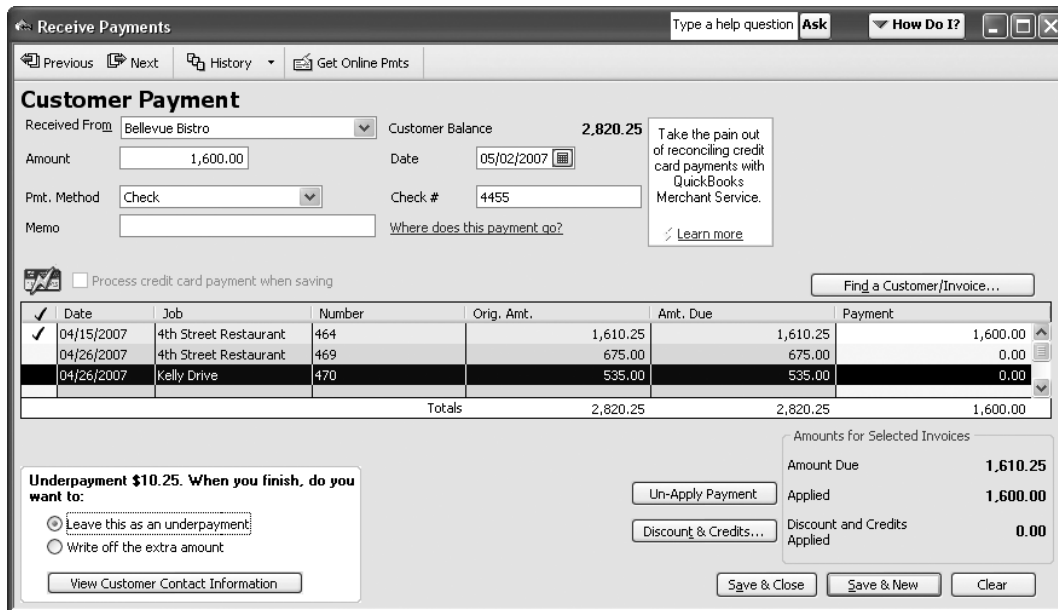 Receive Payments Type a help question Ask How Do I?
Previous Next History Get Online Pmts
Customer Payment
Received From Bellevue Bistro Customer Balance 2,820.25
Amount 1,600.00 Date 05/02/2007
Pmt. Method Check Check # 4455
Memo Where does this payment go?
Take the pain out
of reconciling credit
card payments with
QuickBooks
Merchant Service.
Learn more
Process credit card payment when saving Find a Customer/Invoice...
Date Job Number Orig. Amt. Amt. Due Payment
04/15/2007 4th Street Restaurant 464 1,610.25 1,610.25 1,600.00
04/26/2007 4th Street Restaurant 469 675.00 675.00 0.00
04/26/2007 Kelly Drive 470 535.00 535.00 0.00
Totals 2,820.25 2,820.25 1,600.00
Underpayment $10.25. When you finish, do you
want to:
Leave this as an underpayment
Write off the extra amount
View Customer Contact Information
Un-Apply Payment
Discount & Credits...
Amounts for Selected Invoices
Amount Due 1,610.25
Applied 1,600.00
Discount and Credits
Applied 0.00
Save & Close Save & New Clear